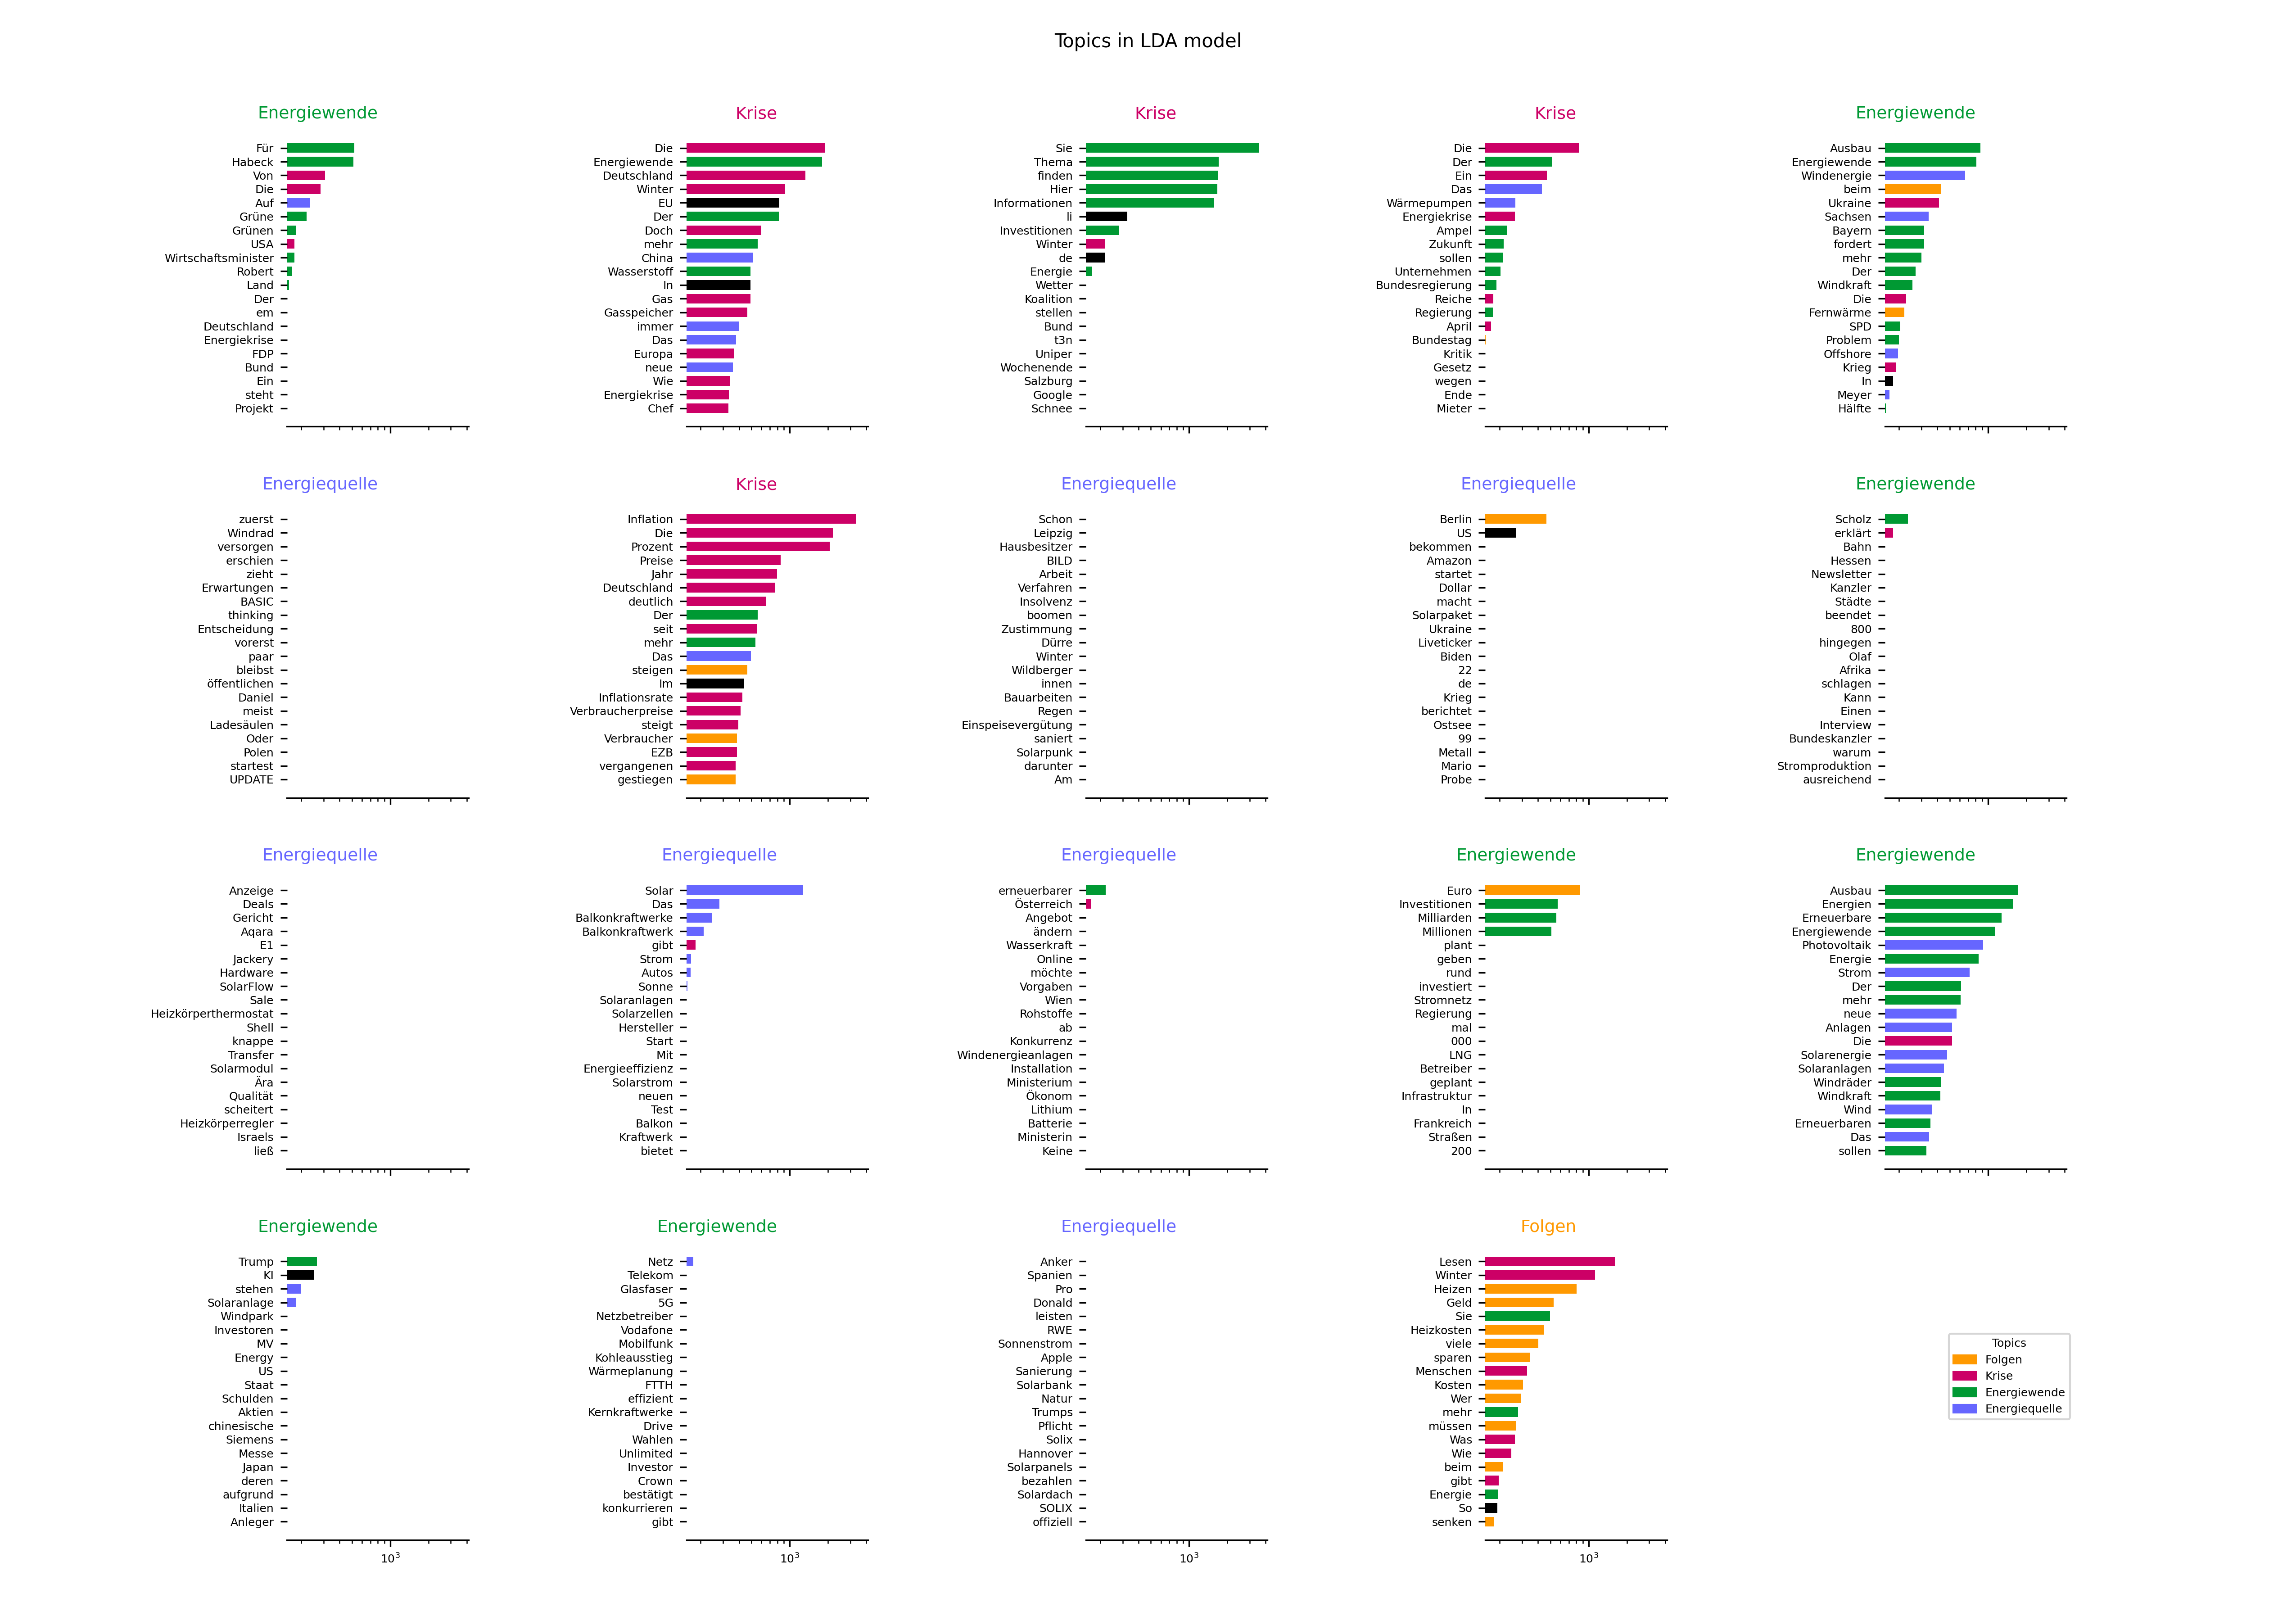 Topics in LDA model
Energiewende
Für
Habeck
Von
Die
Auf
Grüne
Grünen
USA
Wirtschaftsminister
Robert
Land
Der
em
Deutschland
Energiekrise
FDP
Bund
Ein
steht
Projekt
Krise
Die
Energiewende
Deutschland
Winter
EU
Der
Doch
mehr
China
Wasserstoff
In
Gas
Gasspeicher
immer
Das
Europa
neue
Wie
Energiekrise
Chef
Krise
Sie
Thema
finden
Hier
Informationen
li
Investitionen
Winter
de
Energie
Wetter
Koalition
stellen
Bund
t3n
Uniper
Wochenende
Salzburg
Google
Schnee
Krise
Die
Der
Ein
Das
Wärmepumpen
Energiekrise
Ampel
Zukunft
sollen
Unternehmen
Bundesregierung
Reiche
Regierung
April
Bundestag
Kritik
Gesetz
wegen
Ende
Mieter
Energiewende
Ausbau
Energiewende
Windenergie
beim
Ukraine
Sachsen
Bayern
fordert
mehr
Der
Windkraft
Die
Fernwärme
SPD
Problem
Offshore
Krieg
In
Meyer
Hälfte
Energiequelle
zuerst
Windrad
versorgen
erschien
zieht
Erwartungen
BASIC
thinking
Entscheidung
vorerst
paar
bleibst
öffentlichen
Daniel
meist
Ladesäulen
Oder
Polen
startest
UPDATE
Krise
Inflation
Die
Prozent
Preise
Jahr
Deutschland
deutlich
Der
seit
mehr
Das
steigen
Im
Inflationsrate
Verbraucherpreise
steigt
Verbraucher
EZB
vergangenen
gestiegen
Energiequelle
Schon
Leipzig
Hausbesitzer
BILD
Arbeit
Verfahren
Insolvenz
boomen
Zustimmung
Dürre
Winter
Wildberger
innen
Bauarbeiten
Regen
Einspeisevergütung
saniert
Solarpunk
darunter
Am
Energiequelle
Berlin
US
bekommen
Amazon
startet
Dollar
macht
Solarpaket
Ukraine
Liveticker
Biden
22
de
Krieg
berichtet
Ostsee
99
Metall
Mario
Probe
Energiewende
Scholz
erklärt
Bahn
Hessen
Newsletter
Kanzler
Städte
beendet
800
hingegen
Olaf
Afrika
schlagen
Kann
Einen
Interview
Bundeskanzler
warum
Stromproduktion
ausreichend
Energiequelle
Anzeige
Deals
Gericht
Aqara
E1
Jackery
Hardware
SolarFlow
Sale
Heizkörperthermostat
Shell
knappe
Transfer
Solarmodul
Ära
Qualität
scheitert
Heizkörperregler
Israels
ließ
Energiequelle
Solar
Das
Balkonkraftwerke
Balkonkraftwerk
gibt
Strom
Autos
Sonne
Solaranlagen
Solarzellen
Hersteller
Start
Mit
Energieeffizienz
Solarstrom
neuen
Test
Balkon
Kraftwerk
bietet
Energiequelle
erneuerbarer
Österreich
Angebot
ändern
Wasserkraft
Online
möchte
Vorgaben
Wien
Rohstoffe
ab
Konkurrenz
Windenergieanlagen
Installation
Ministerium
Ökonom
Lithium
Batterie
Ministerin
Keine
Energiewende
Euro
Investitionen
Milliarden
Millionen
plant
geben
rund
investiert
Stromnetz
Regierung
mal
000
LNG
Betreiber
geplant
Infrastruktur
In
Frankreich
Straßen
200
Energiewende
Ausbau
Energien
Erneuerbare
Energiewende
Photovoltaik
Energie
Strom
Der
mehr
neue
Anlagen
Die
Solarenergie
Solaranlagen
Windräder
Windkraft
Wind
Erneuerbaren
Das
sollen
Energiewende
Trump
KI
stehen
Solaranlage
Windpark
Investoren
MV
Energy
US
Staat
Schulden
Aktien
chinesische
Siemens
Messe
Japan
deren
aufgrund
Italien
Anleger
10³
Energiewende
Netz
Telekom
Glasfaser
5G
Netzbetreiber
Vodafone
Mobilfunk
Kohleausstieg
Wärmeplanung
FTTH
effizient
Kernkraftwerke
Drive
Wahlen
Unlimited
Investor
Crown
bestätigt
konkurrieren
gibt
10³
Energiequelle
Anker
Spanien
Pro
Donald
leisten
RWE
Sonnenstrom
Apple
Sanierung
Solarbank
Natur
Trumps
Pflicht
Solix
Hannover
Solarpanels
bezahlen
Solardach
SOLIX
offiziell
10³
Folgen
Lesen
Winter
Heizen
Geld
Sie
Heizkosten
viele
sparen
Menschen
Kosten
Wer
mehr
müssen
Was
Wie
beim
gibt
Energie
So
senken
10³
Topics
Folgen
Krise
Energiewende
Energiequelle